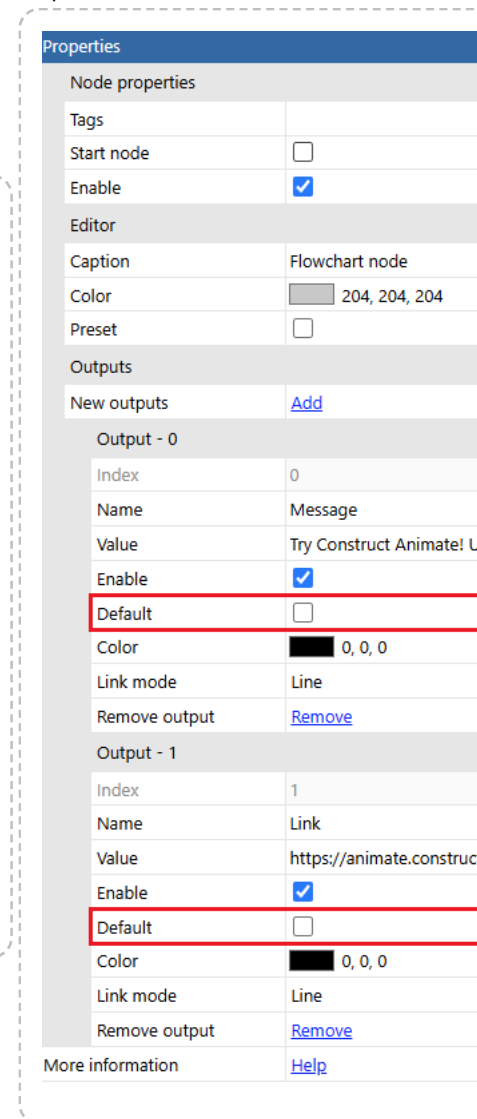 Properties
Node properties
Tags
Start node
Enable
Editor
Caption Flowchart node
Color 204, 204, 204
Preset
Outputs
New outputs Add
Output - 0
Index 0
Name Message
Value Try Construct Animate! U
Enable
Default
Color 0, 0, 0
Link mode Line
Remove output Remove
Output - 1
Index 1
Name Link
Value https://animate.construc
Enable
Default
Color 0, 0, 0
Link mode Line
Remove output Remove
More information Help